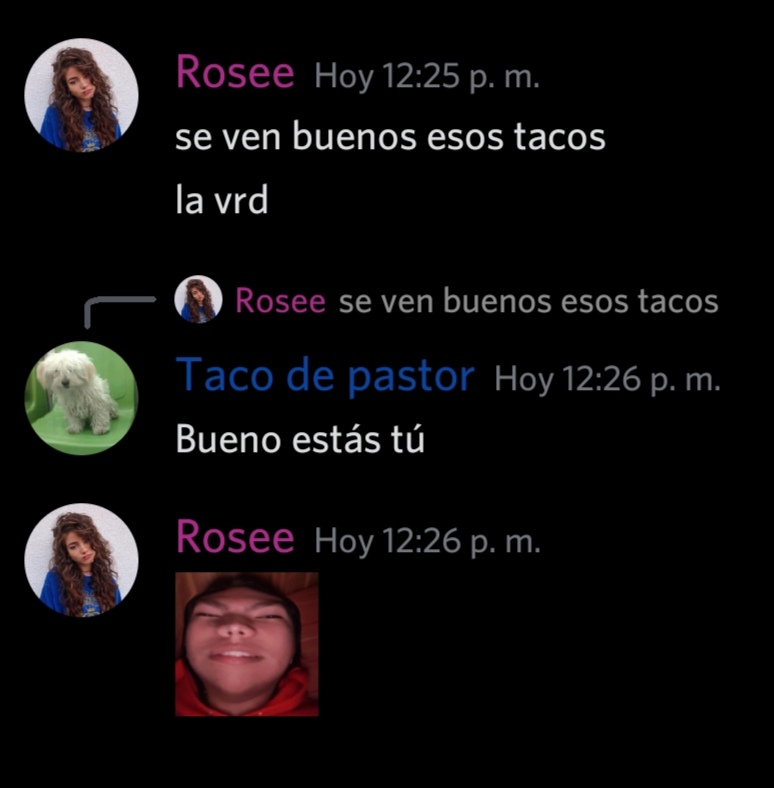 Rosee Hoy 12:25 p. m.
se ven buenos esos tacos
la vrd
Rosee se ven buenos esos tacos
Taco de pastor Hoy 12:26 p. m.
Bueno estás tú
Rosee Hoy 12:26 p. m.